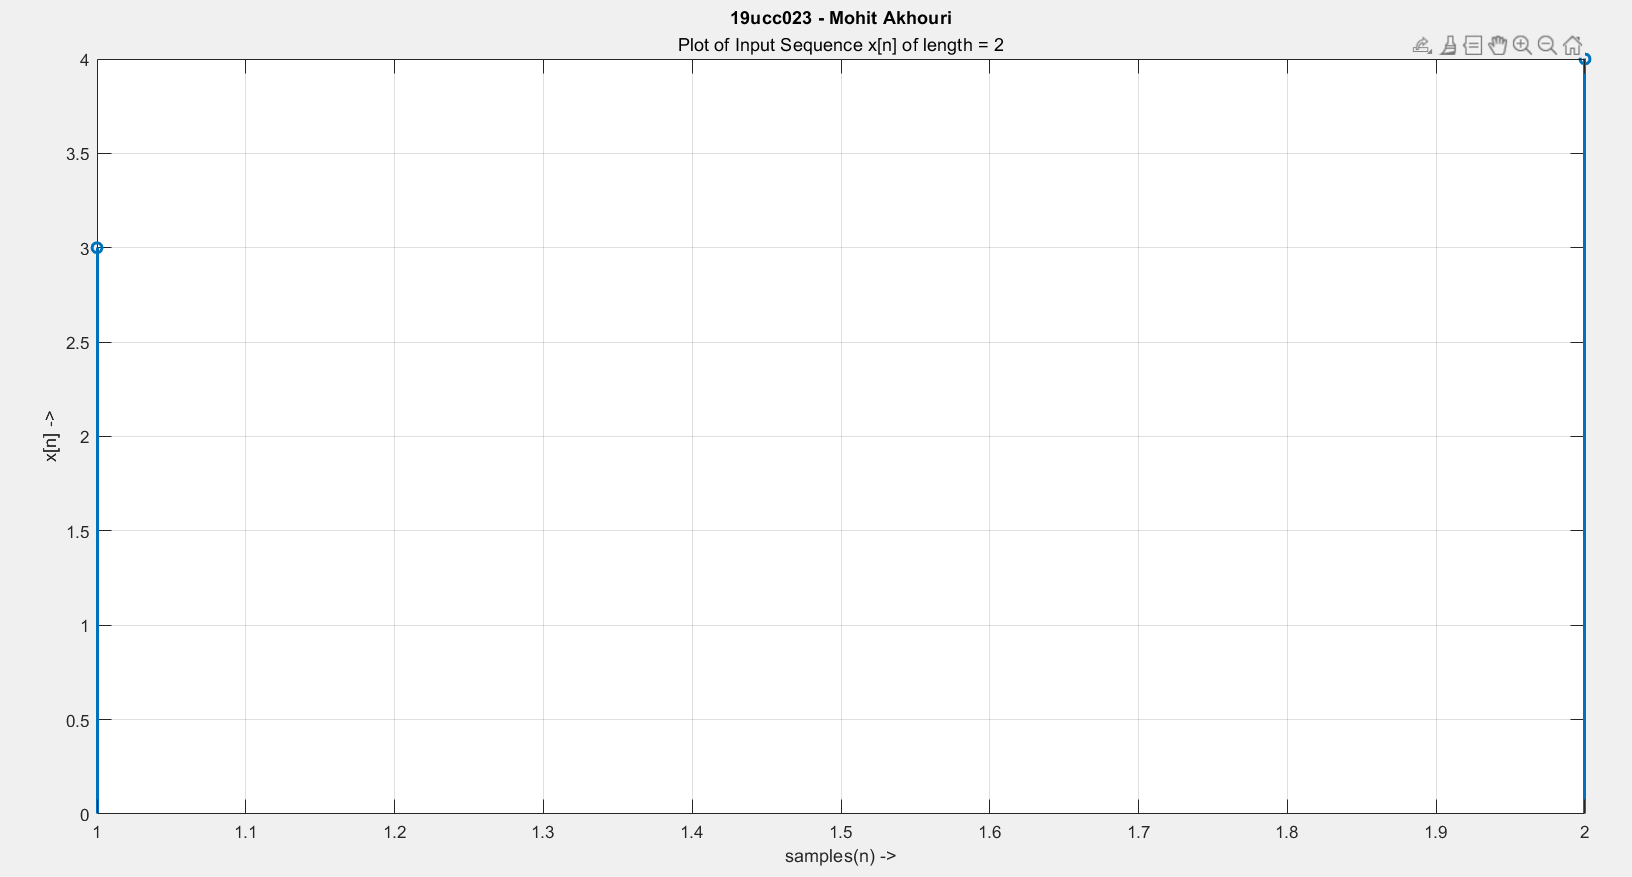 19ucc023 - Mohit Akhouri
Plot of Input Sequence x[n] of length = 2
4
3.5
3
2.5
2
1.5
1
0.5
0
x[n] ->
1 1.1 1.2 1.3 1.4 1.5 1.6 1.7 1.8 1.9 2
samples(n) ->